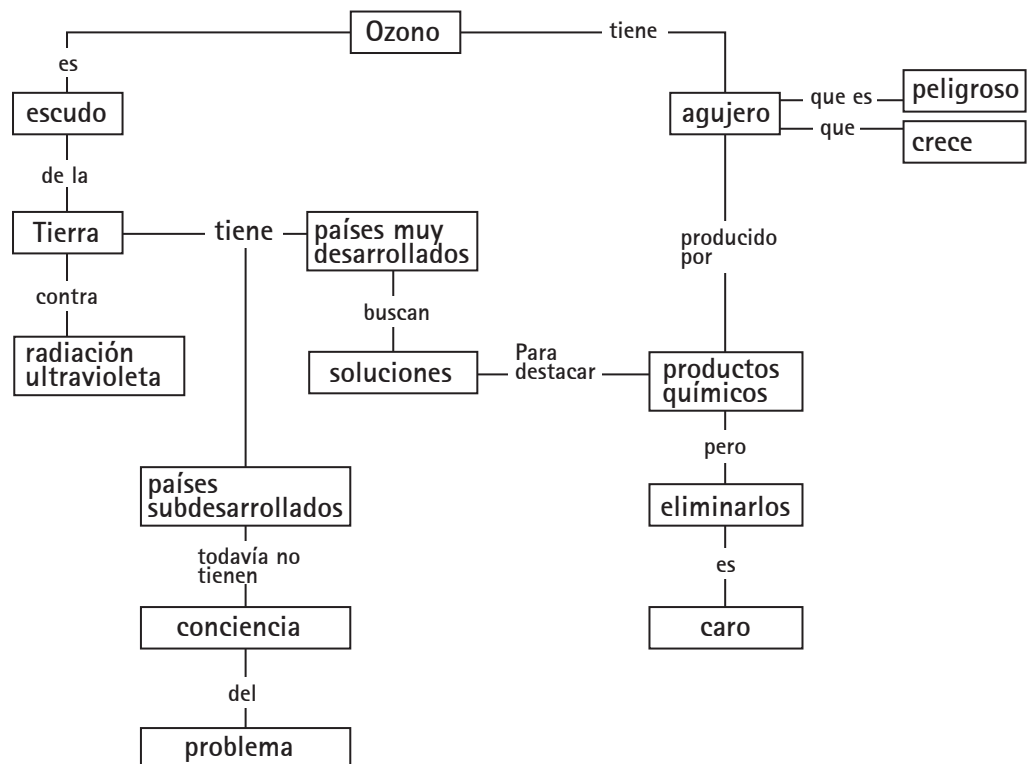 Ozono
tiene
es
escudo
agujero
que es
peligroso
que
crece
de la
Tierra
tiene
países muy
desarrollados
producido
por
contra
buscan
radiación
ultravioleta
soluciones
Para
destacar
productos
químicos
pero
países
subdesarrollados
eliminarlos
todavía no
tienen
es
conciencia
caro
del
problema